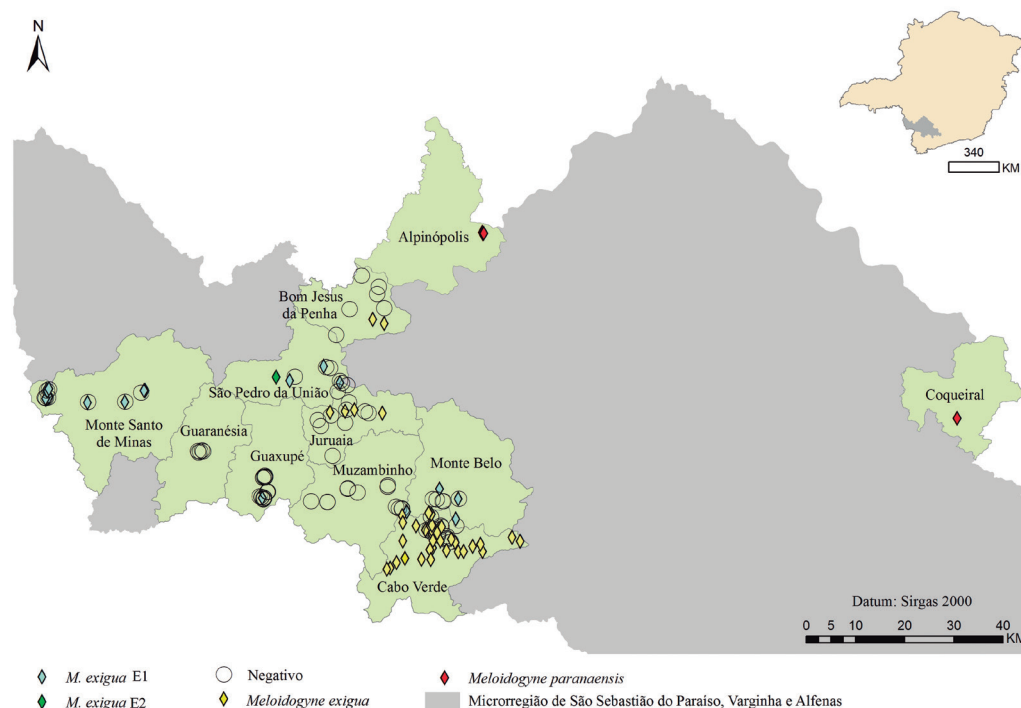 N
340
KM
Alpinópolis
Bom Jesus
da Penha
São Pedro da União
Coqueiral
Monte Santo
de Minas
Guaranésia
Juruaia
Guaxupé
Muzambinho
Monte Belo
Cabo Verde
Datum: Sirgas 2000
0 5 10 20 30 40
KM
M. exigua E1
Negativo
Meloidogyne paranaensis
M. exigua E2
Meloidogyne exigua
Microrregião de São Sebastião do Paraíso, Varginha e Alfenas